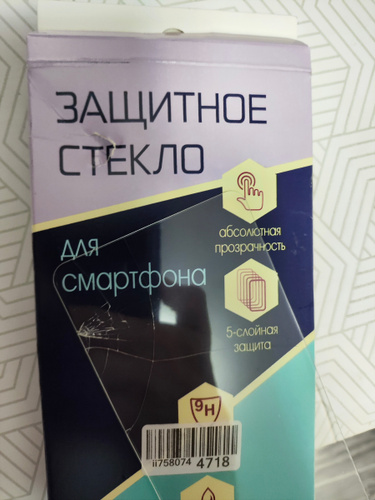 ЗАЩИТНОЕ
СТЕКЛО
для
смартфона
абсолютная
прозрачность
5-слойная
защита
9H
ii758074 4718